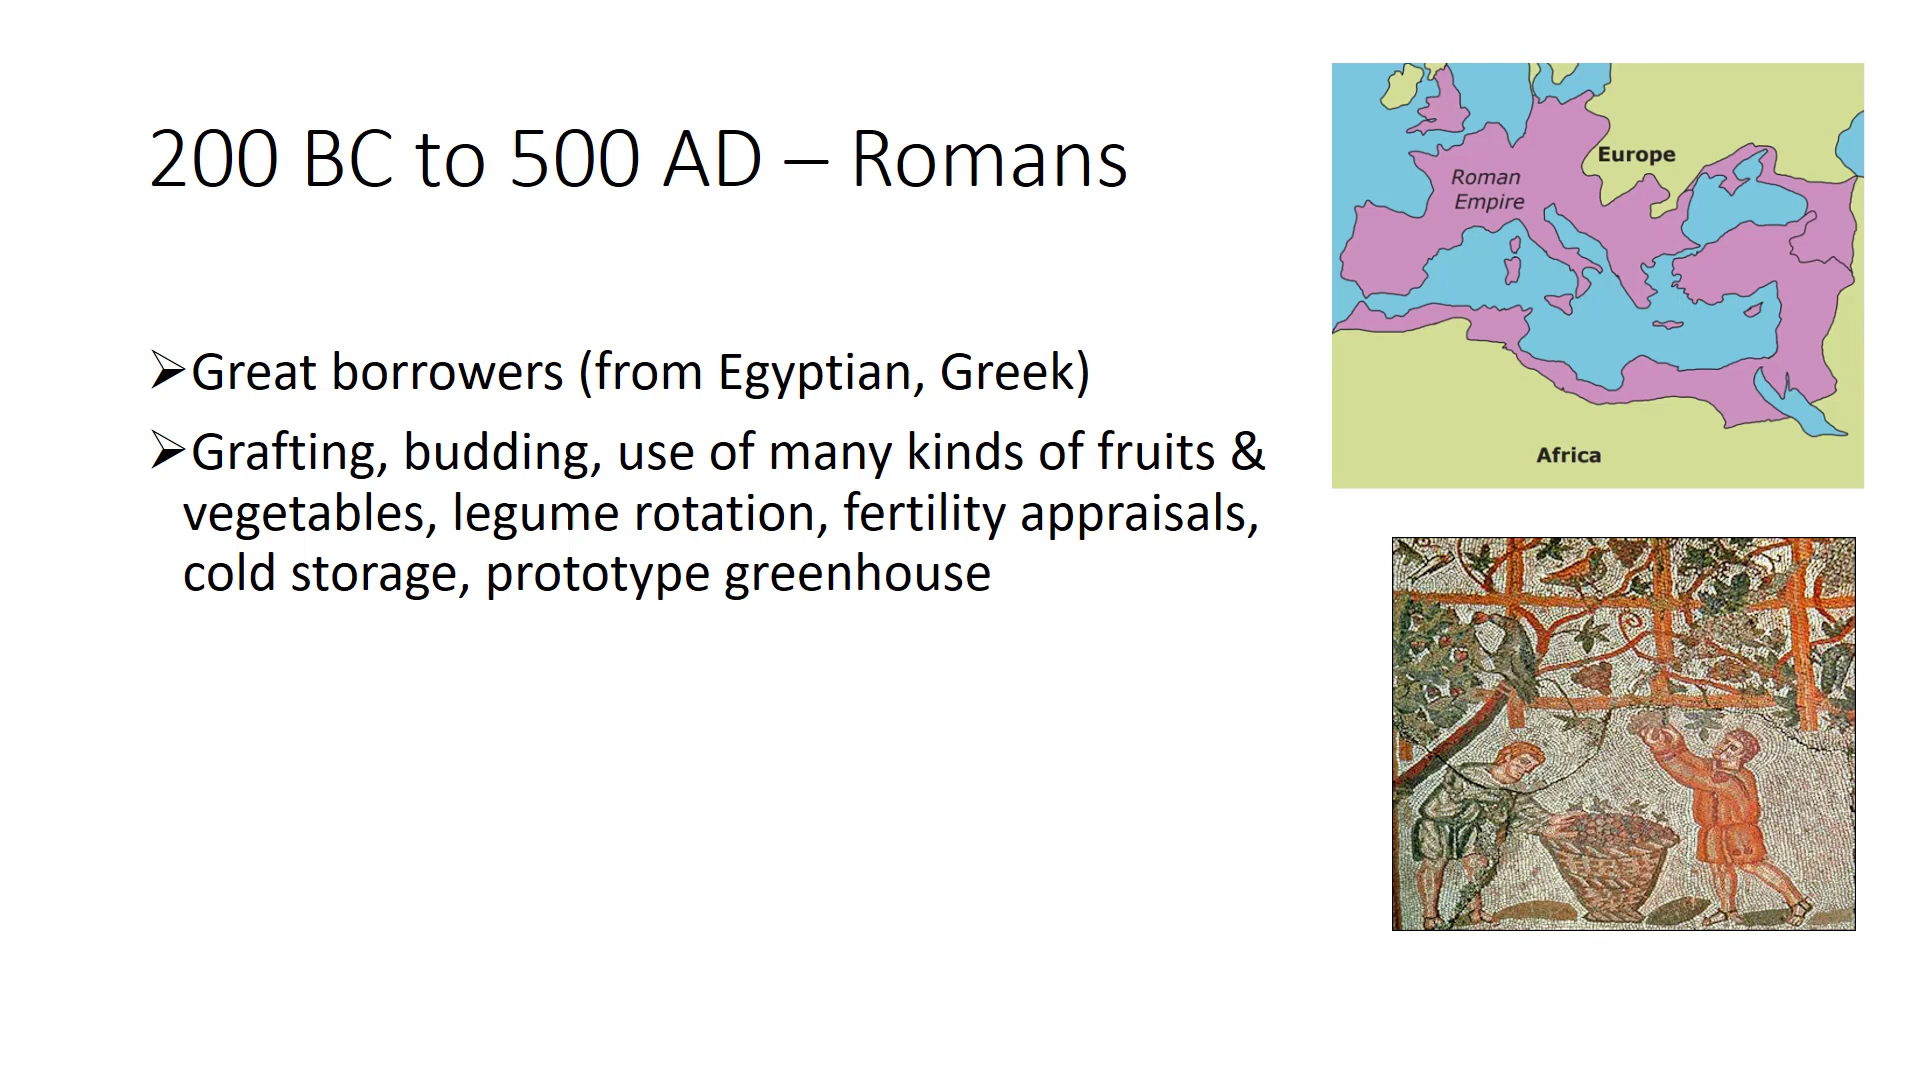 200 BC to 500 AD – Romans
➢Great borrowers (from Egyptian, Greek)
➢Grafting, budding, use of many kinds of fruits &
vegetables, legume rotation, fertility appraisals,
cold storage, prototype greenhouse
Europe
Roman
Empire
Africa